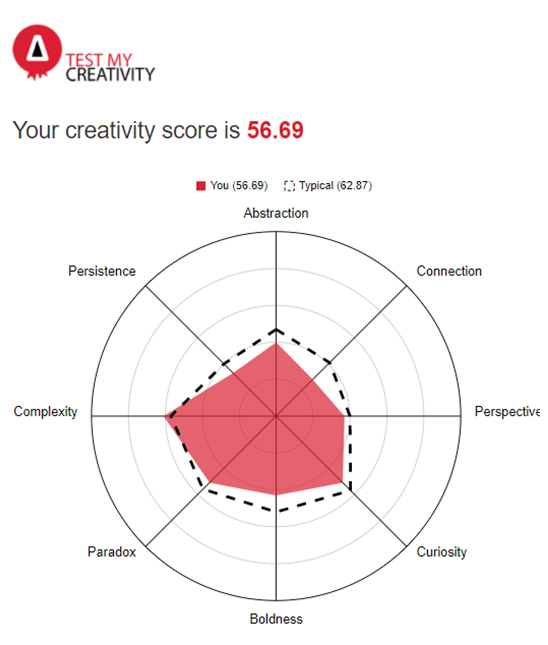 TEST MY
CREATIVITY
Your creativity score is 56.69
You (56.69) Typical (62.87)
Abstraction
Persistence
Connection
Complexity
Perspective
Paradox
Curiosity
Boldness